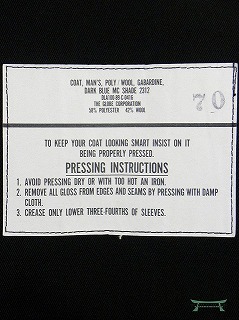 COAT, MAN'S, POLY/WOOL, GABARDINE,
DARK BLUE MC SHADE 2312
DLA100-89-C-0416
THE GLOBE CORPORATION
58% POLYESTER 42% WOOL
70
TO KEEP YOUR COAT LOOKING SMART INSIST ON IT
BEING PROPERLY PRESSED.
PRESSING INSTRUCTIONS
1. AVOID PRESSING DRY OR WITH TOO HOT AN IRON.
2. REMOVE ALL GLOSS FROM EDGES AND SEAMS BY PRESSING WITH DAMP
CLOTH.
3. CREASE ONLY LOWER THREE-FOURTHS OF SLEEVES.